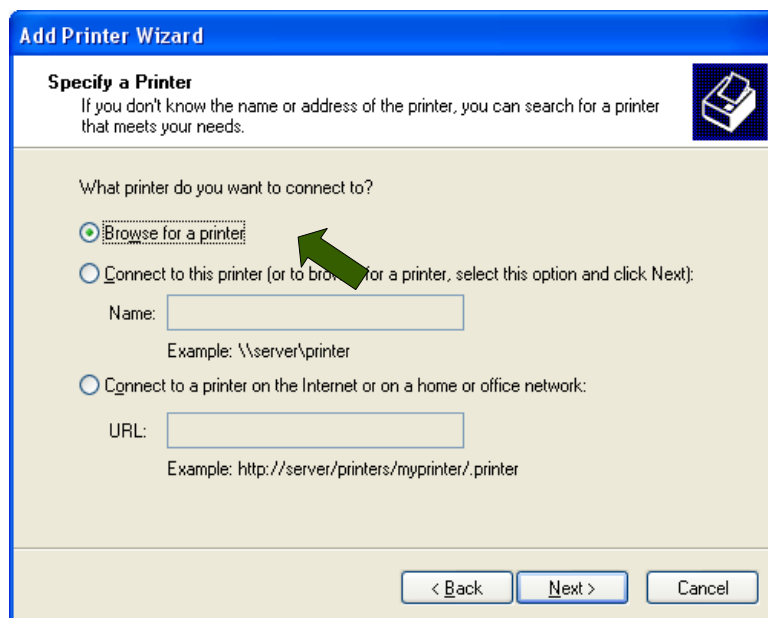 Add Printer Wizard
Specify a Printer
If you don't know the name or address of the printer, you can search for a printer
that meets your needs.
What printer do you want to connect to?
Browse for a printer
Connect to this printer (or to browse for a printer, select this option and click Next):
Name:
Example: \\server\printer
Connect to a printer on the Internet or on a home or office network:
URL:
Example: http://server/printers/myprinter/.printer
< Back
Next >
Cancel